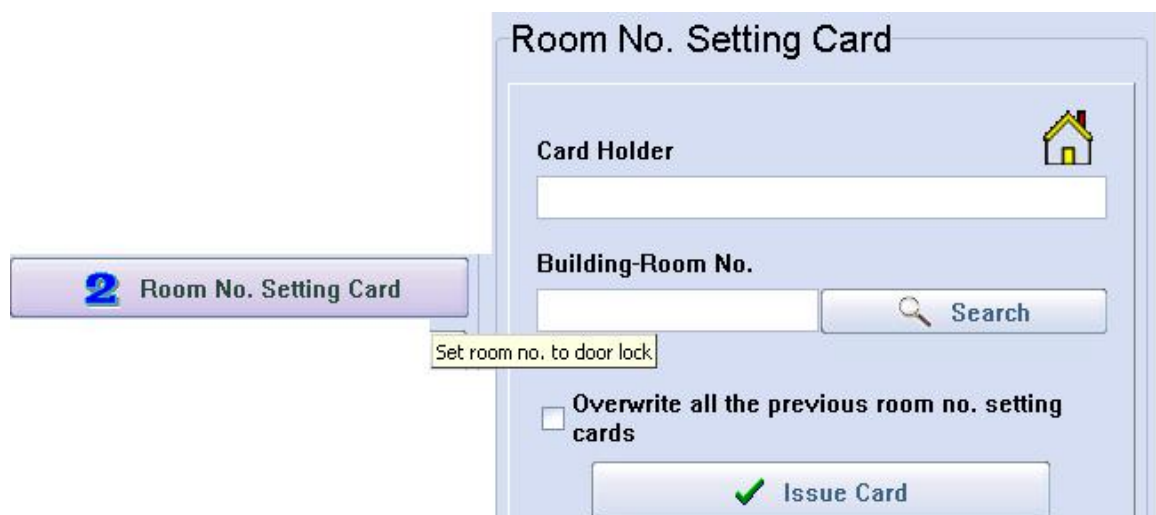 Room No. Setting Card
Card Holder
Building-Room No.
2 Room No. Setting Card
Search
Set room no. to door lock
Overwrite all the previous room no. setting
cards
Issue Card